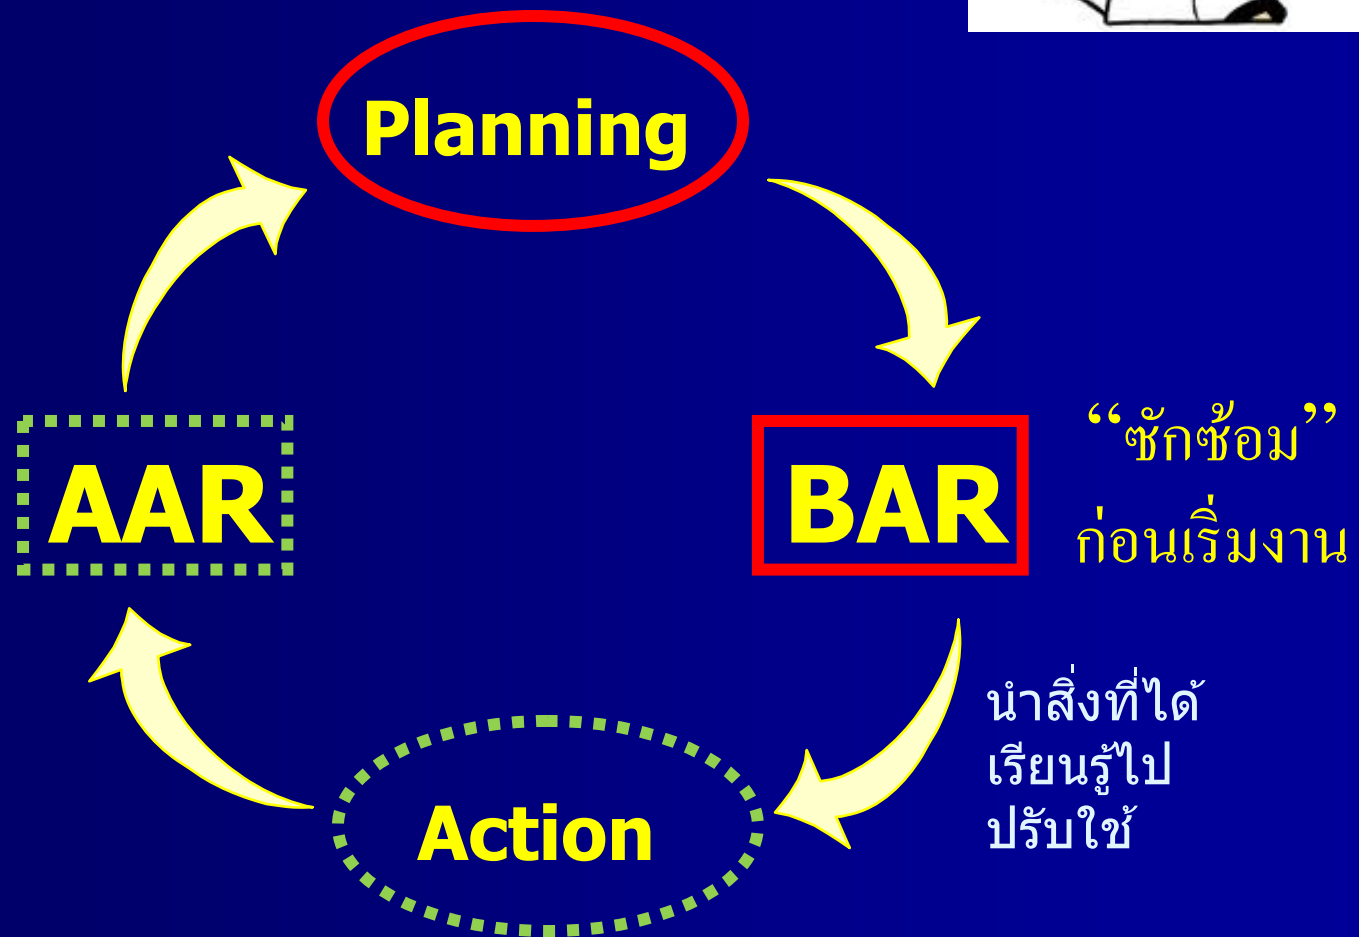 Planning
AAR
BAR
“ซักซ้อม”
ก่อนเริ่มงาน
นำสิ่งที่ได้
เรียนรู้ไป
ปรับใช้
Action